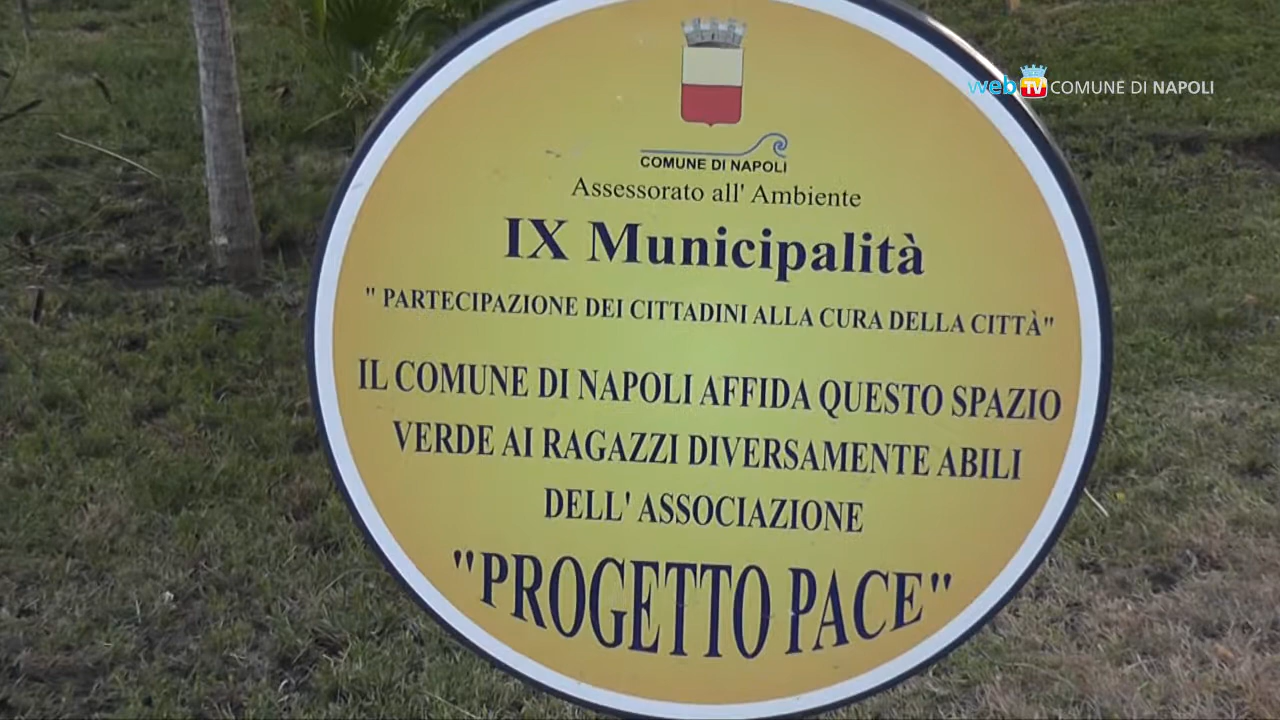 web TV COMUNE DI NAPOLI
COMUNE DI NAPOLI
Assessorato all' Ambiente
IX Municipalità
" PARTECIPAZIONE DEI CITTADINI ALLA CURA DELLA CITTÀ"
IL COMUNE DI NAPOLI AFFIDA QUESTO SPAZIO
VERDE AI RAGAZZI DIVERSAMENTE ABILI
DELL' ASSOCIAZIONE
"PROGETTO PACE"